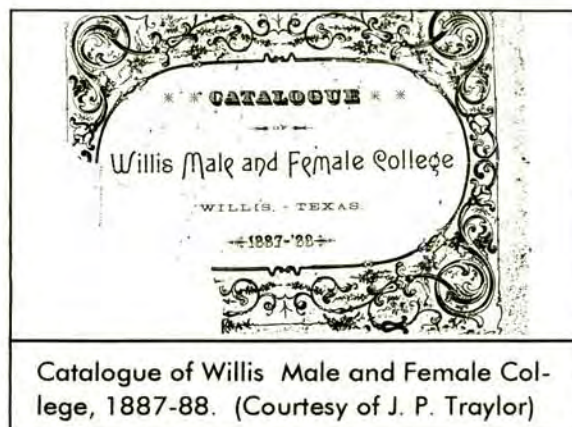 * * CATALOGUE * *
OF
Willis Male and Female College
WILLIS, - TEXAS.
1887-'88
Catalogue of Willis Male and Female Col-
lege, 1887-88. (Courtesy of J. P. Traylor)